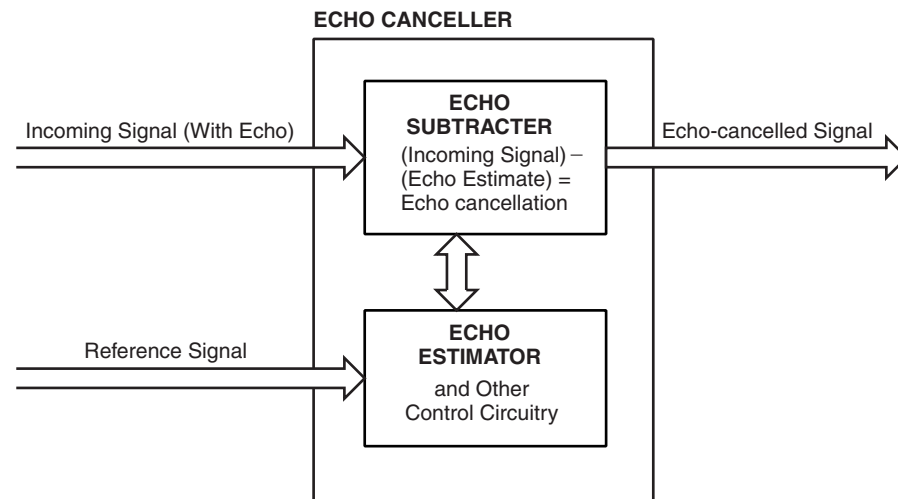 ECHO CANCELLER
ECHO
SUBTRACTER
(Incoming Signal) –
(Echo Estimate) =
Echo cancellation
Incoming Signal (With Echo)
Echo-cancelled Signal
ECHO
ESTIMATOR
and Other
Control Circuitry
Reference Signal